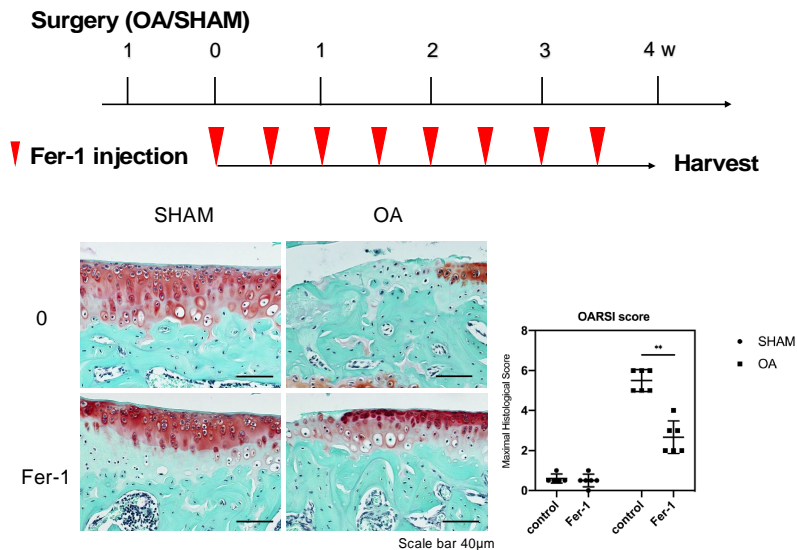 Surgery (OA/SHAM)
1 0 1 2 3 4 w
Fer-1 injection
Harvest
SHAM OA
0
Fer-1
Scale bar 40μm
OARSI score
Maximal Histological Score
8
6
4
2
0
**
control Fer-1 control Fer-1
SHAM
OA